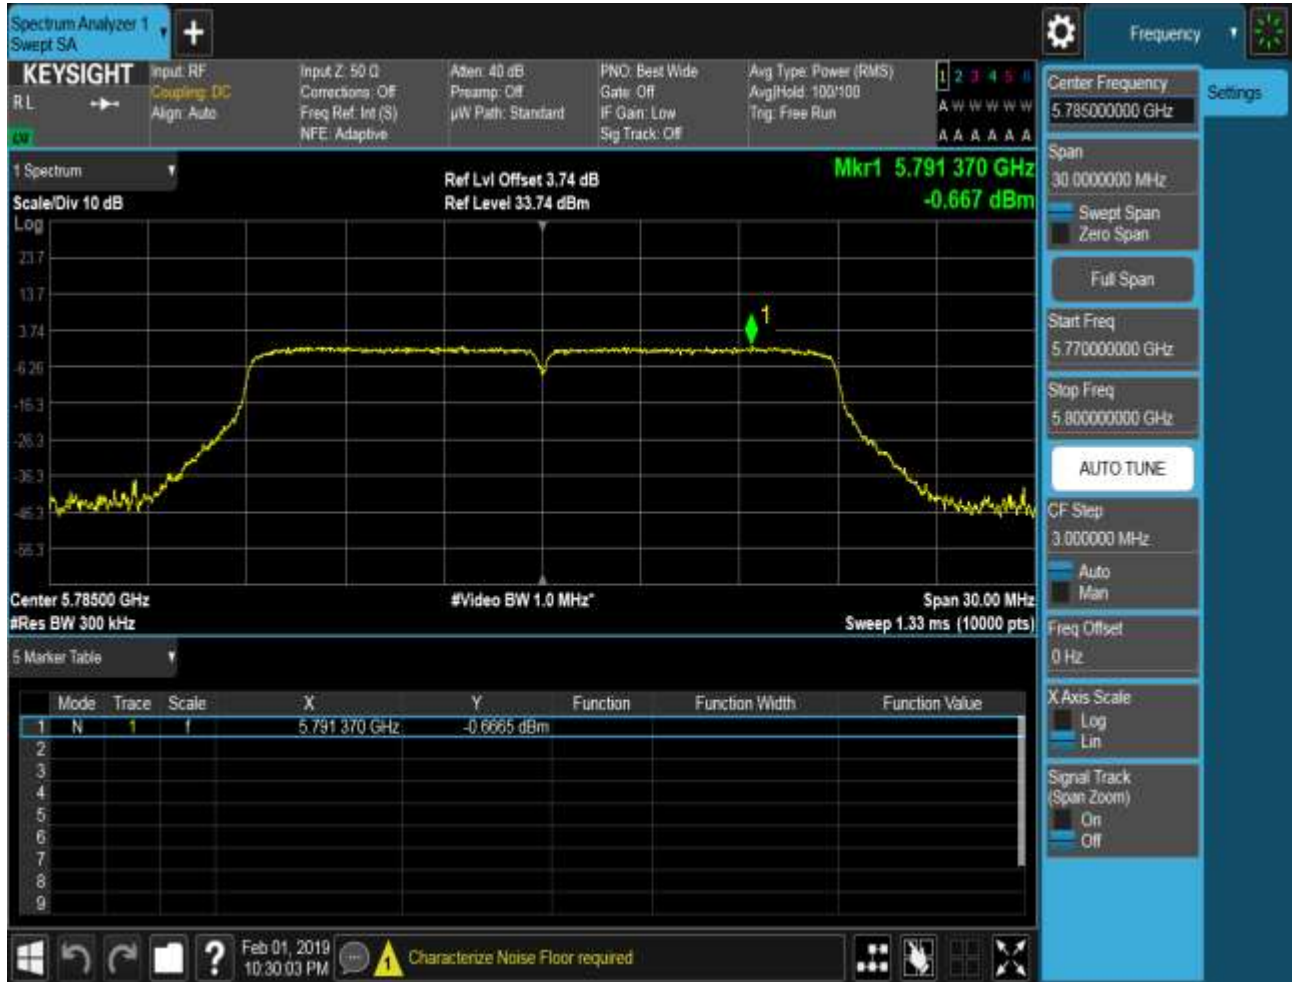 Spectrum Analyzer 1
Swept SA
+
Frequency
KEYSIGHT
R L
Input: RF
Coupling: DC
Align: Auto
Input Z: 50 Ω
Corrections: Off
Freq Ref: Int (S)
NFE: Adaptive
Atten: 40 dB
Preamp: Off
µW Path: Standard
PNO: Best Wide
Gate: Off
IF Gain: Low
Sig Track: Off
Avg Type: Power (RMS)
Avg|Hold: 100/100
Trig: Free Run
1 2 3 4 5 6
A W W W W W
A A A A A A
1 Spectrum
Scale/Div 10 dB
Log
Ref Lvl Offset 3.74 dB
Ref Level 33.74 dBm
Mkr1 5.791 370 GHz
-0.667 dBm
23.7
13.7
3.74
-6.26
-16.3
-26.3
-36.3
-46.3
-56.3
1
Center 5.78500 GHz
#Res BW 300 kHz
#Video BW 1.0 MHz*
Span 30.00 MHz
Sweep 1.33 ms (10000 pts)
5 Marker Table
Mode Trace Scale X Y Function Function Width Function Value
1 N 1 f 5.791 370 GHz -0.6665 dBm
2
3
4
5
6
7
8
9
Feb 01, 2019
10:30:03 PM
?
1
Characterize Noise Floor required
Settings
Center Frequency
5.785000000 GHz
Span
30.0000000 MHz
Swept Span
Zero Span
Full Span
Start Freq
5.770000000 GHz
Stop Freq
5.800000000 GHz
AUTO TUNE
CF Step
3.000000 MHz
Auto
Man
Freq Offset
0 Hz
X Axis Scale
Log
Lin
Signal Track
(Span Zoom)
On
Off